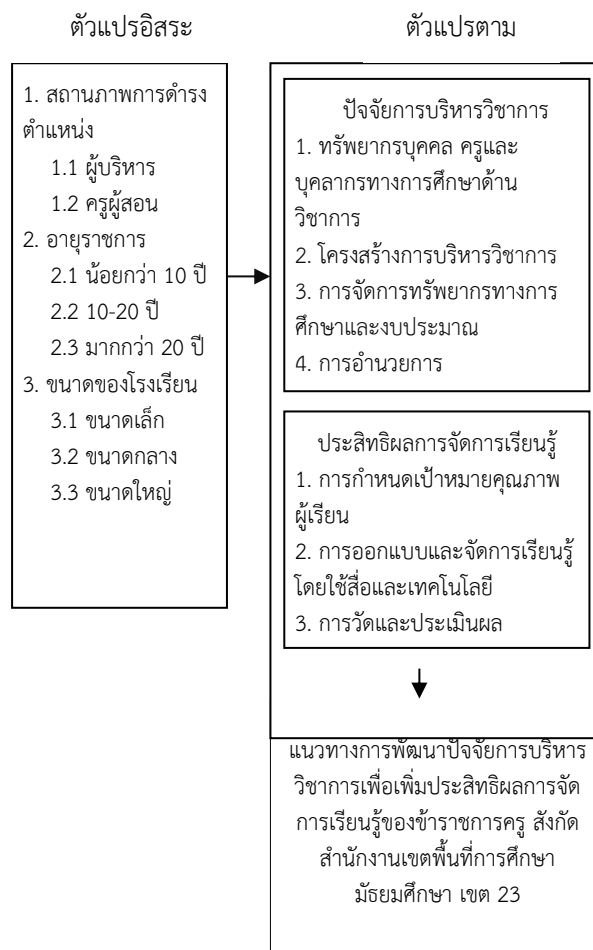 ตัวแปรอิสระ
1. สถานภาพการดำรง
ตำแหน่ง
1.1 ผู้บริหาร
1.2 ครูผู้สอน
2. อายุราชการ
2.1 น้อยกว่า 10 ปี
2.2 10-20 ปี
2.3 มากกว่า 20 ปี
3. ขนาดของโรงเรียน
3.1 ขนาดเล็ก
3.2 ขนาดกลาง
3.3 ขนาดใหญ่
ตัวแปรตาม
ปัจจัยการบริหารวิชาการ
1. ทรัพยากรบุคคล ครูและ
บุคลากรทางการศึกษาด้าน
วิชาการ
2. โครงสร้างการบริหารวิชาการ
3. การจัดการทรัพยากรทางการ
ศึกษาและงบประมาณ
4. การอำนวยการ
ประสิทธิผลการจัดการเรียนรู้
1. การกำหนดเป้าหมายคุณภาพ
ผู้เรียน
2. การออกแบบและจัดการเรียนรู้
โดยใช้สื่อและเทคโนโลยี
3. การวัดและประเมินผล
แนวทางการพัฒนาปัจจัยการบริหาร
วิชาการเพื่อเพิ่มประสิทธิผลการจัด
การเรียนรู้ของข้าราชการครู สังกัด
สำนักงานเขตพื้นที่การศึกษา
มัธยมศึกษา เขต 23